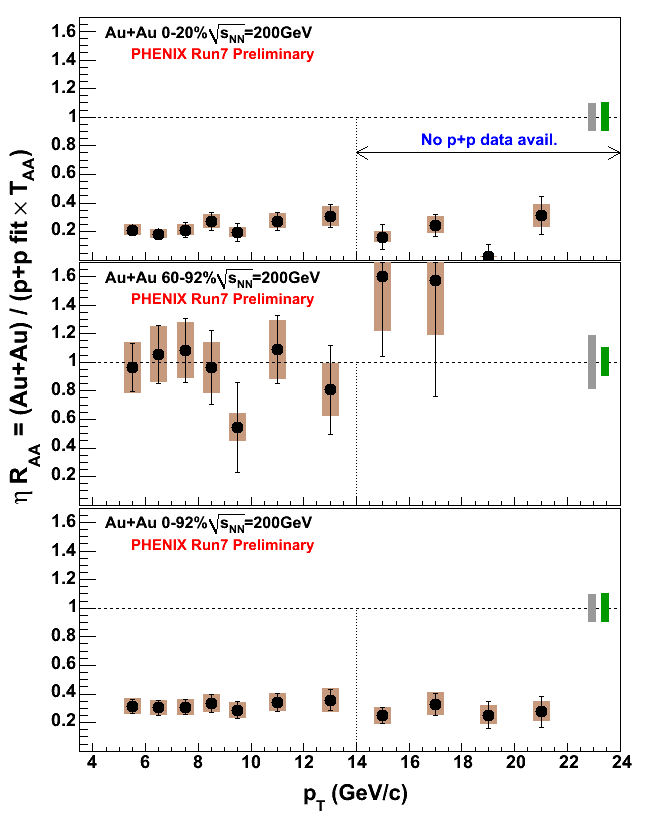 Au+Au 0-20%√sNN=200GeV
PHENIX Run7 Preliminary
No p+p data avail.
1.6
1.4
1.2
1
0.8
0.6
0.4
0.2
Au+Au 60-92%√sNN=200GeV
PHENIX Run7 Preliminary
1.6
1.4
1.2
1
0.8
0.6
0.4
0.2
Au+Au 0-92%√sNN=200GeV
PHENIX Run7 Preliminary
1.6
1.4
1.2
1
0.8
0.6
0.4
0.2
4 6 8 10 12 14 16 18 20 22 24
pT (GeV/c)
η RAA = (Au+Au) / (p+p fit × TAA)